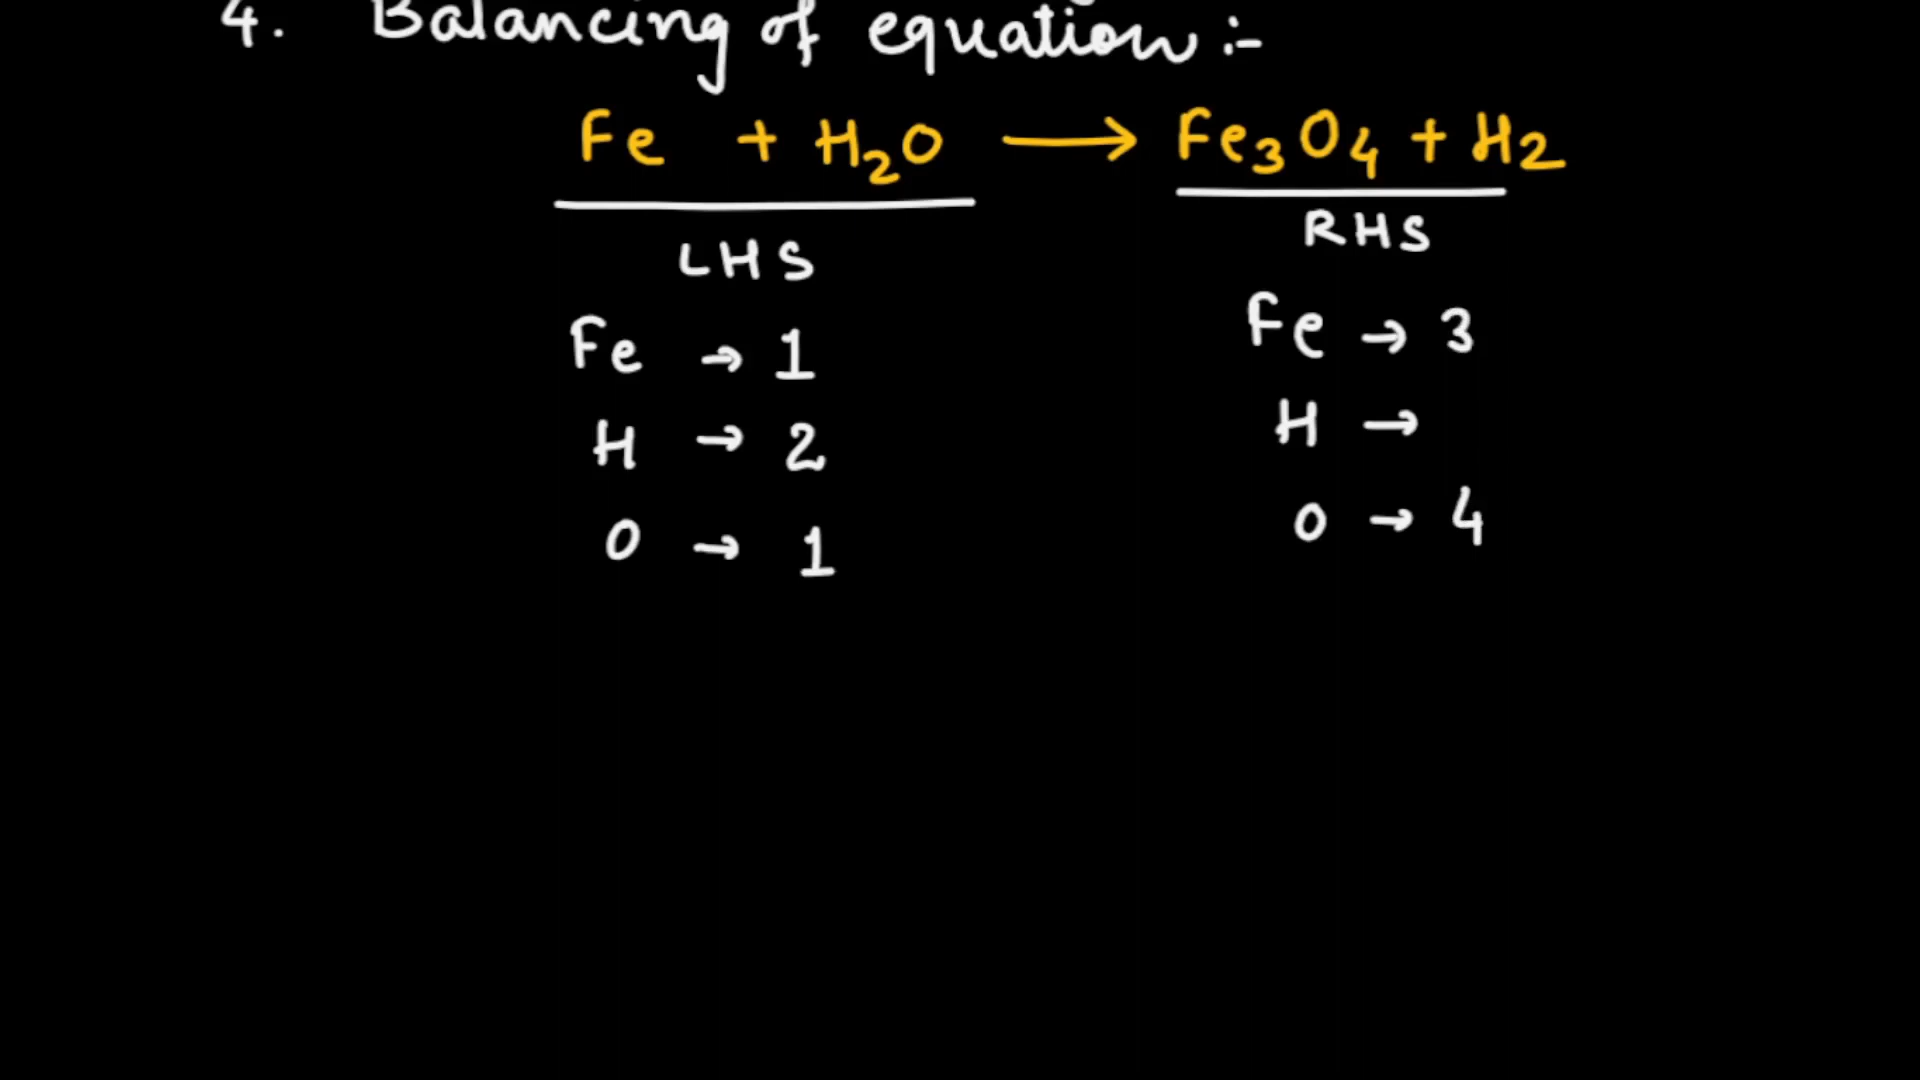 4. Balancing of equation :-
Fe + H₂O → Fe₃O₄ + H₂
LHS RHS
Fe → 1 Fe → 3
H → 2 H →
O → 1 O → 4